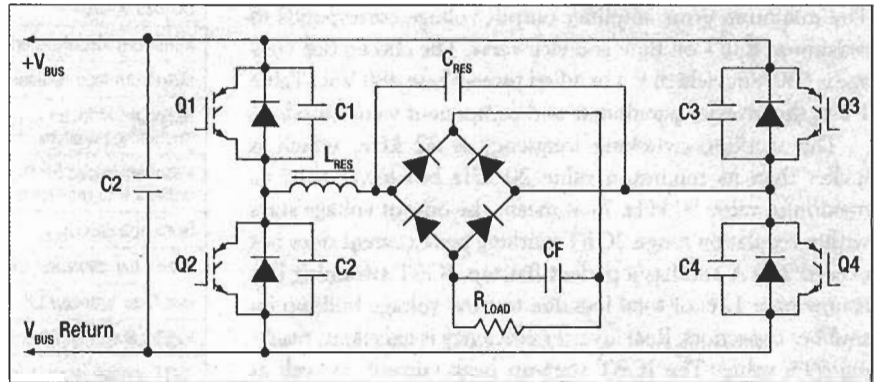 +V_BUS
C_RES
Q1
C1
C3
Q3
L_RES
C2
Q2
C2
CF
C4
Q4
R_LOAD
V_BUS Return